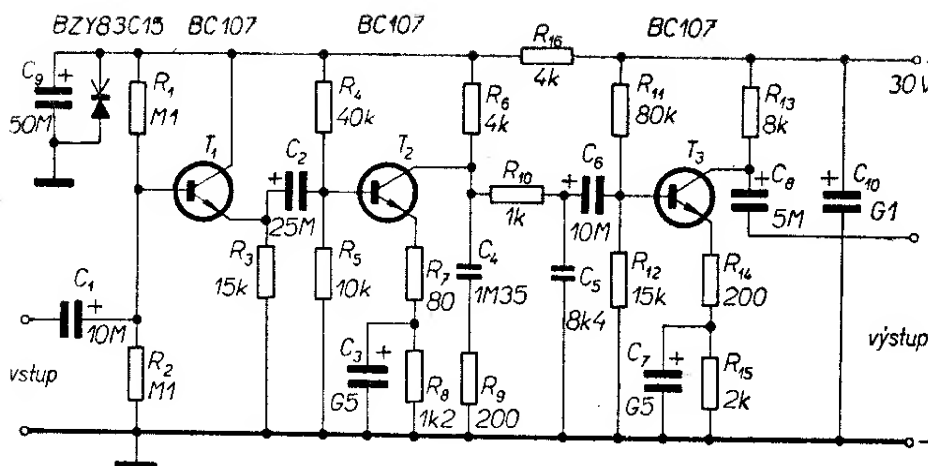 BZY83C15 BC107 BC107 BC107
C9 +
50M
R1
M1
R4
40k
R6
4k
R16
4k
R11
80k
R13
8k
30 V
T1
C2
+
25M
T2
R10
1k
C6
+
10M
T3
C8
+
5M
C10
+
G1
R3
15k
R5
10k
R7
80
C4
1M35
C5
8k4
R12
15k
R14
200
C1
+
10M
vstup
R2
M1
C3 +
G5
R8
1k2
R9
200
C7 +
G5
R15
2k
výstup
+
-